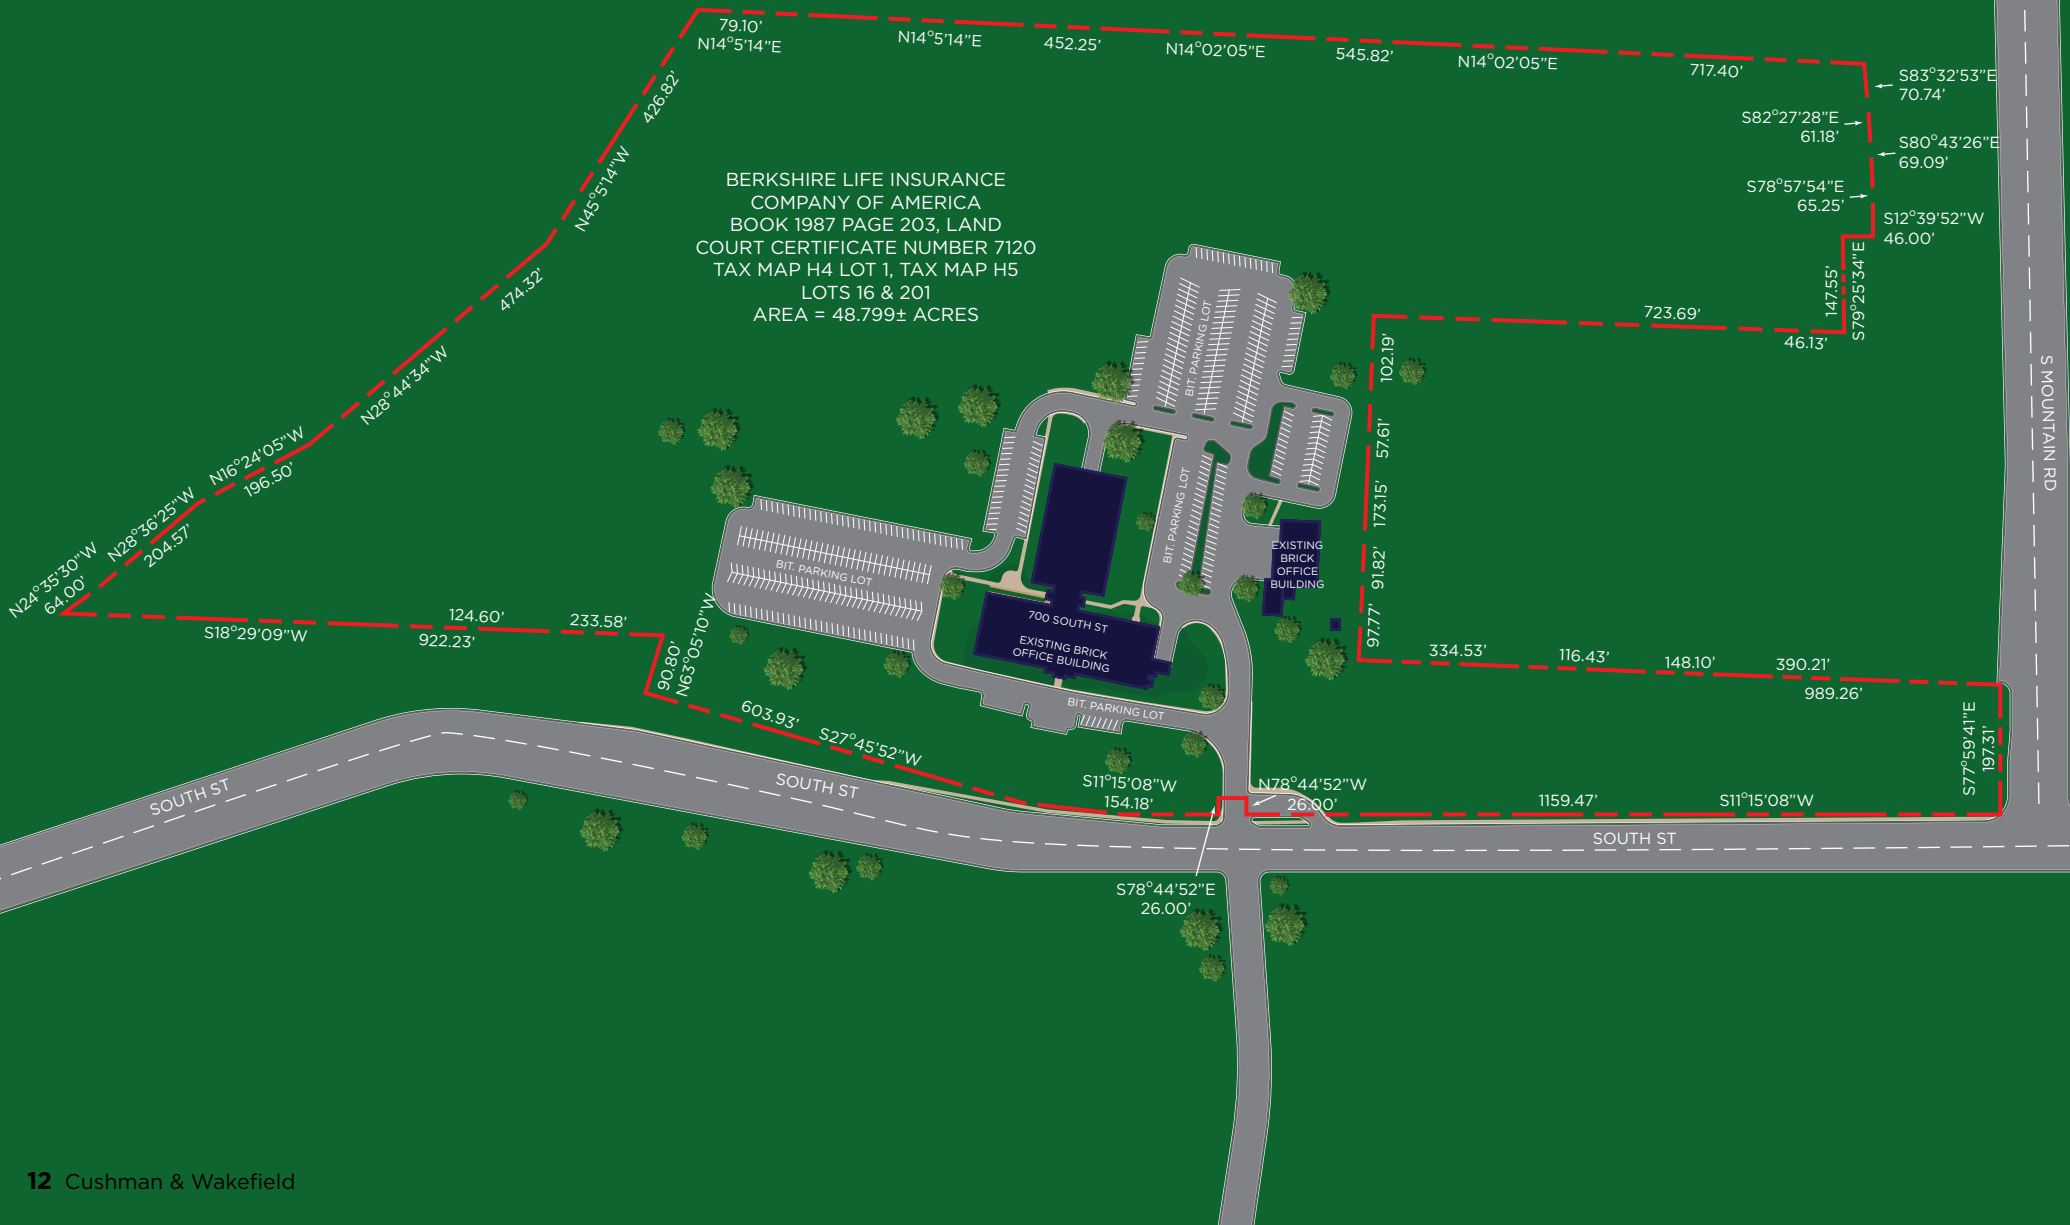 79.10’
N14°5’14”E
N14°5’14”E
452.25’
N14°02’05”E
545.82’
N14°02’05”E
717.40’
S83°32’53”E
70.74’
S82°27’28”E
61.18’
S80°43’26”E
69.09’
S78°57’54”E
65.25’
S12°39’52”W
46.00’
147.55’
S79°25’34”E
723.69’
46.13’
426.82’
N45°5’14”W
474.32’
N28°44’34”W
N16°24’05”W
196.50’
N28°36’25”W
204.57’
N24°35’30”W
64.00’
BERKSHIRE LIFE INSURANCE
COMPANY OF AMERICA
BOOK 1987 PAGE 203, LAND
COURT CERTIFICATE NUMBER 7120
TAX MAP H4 LOT 1, TAX MAP H5
LOTS 16 & 201
AREA = 48.799± ACRES
BIT. PARKING LOT
102.19’
57.61’
173.15’
91.82’
97.77’
S MOUNTAIN RD
BIT. PARKING LOT
EXISTING
BRICK
OFFICE
BUILDING
BIT. PARKING LOT
700 SOUTH ST
EXISTING BRICK
OFFICE BUILDING
BIT. PARKING LOT
S18°29’09”W
124.60’
922.23’
233.58’
90.80’
N63°05’10”W
603.93’
S27°45’52”W
334.53’
116.43’
148.10’
390.21’
989.26’
S77°59’41”E
197.31’
S11°15’08”W
154.18’
N78°44’52”W
26.00’
1159.47’
S11°15’08”W
SOUTH ST
SOUTH ST
SOUTH ST
S78°44’52”E
26.00’
12 Cushman & Wakefield